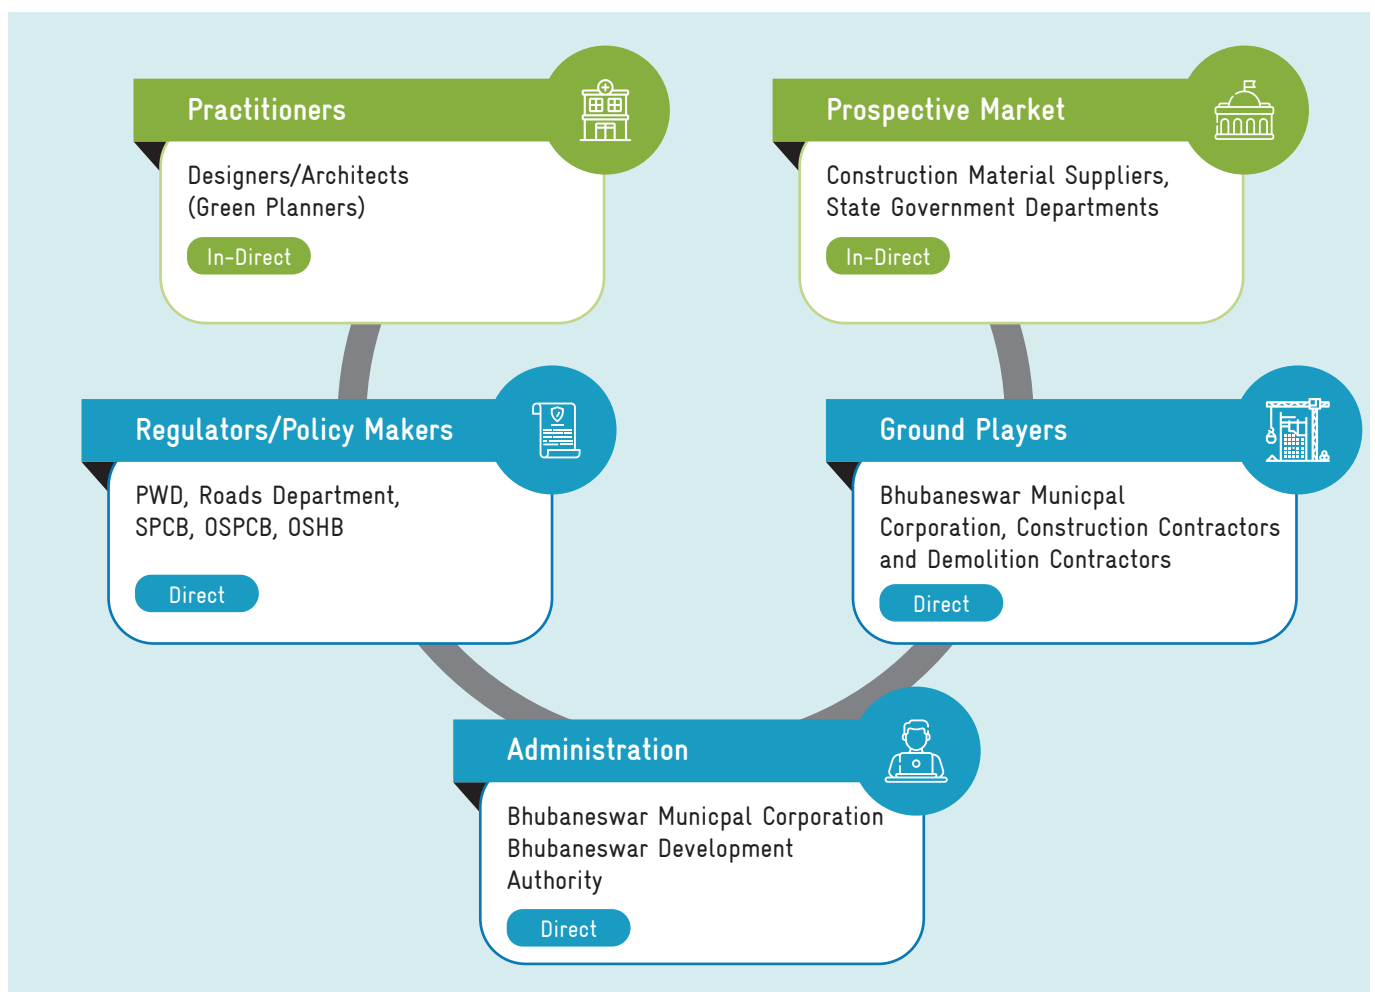 Practitioners
Designers/Architects
(Green Planners)
In-Direct
Prospective Market
Construction Material Suppliers,
State Government Departments
In-Direct
Regulators/Policy Makers
PWD, Roads Department,
SPCB, OSPCB, OSHB
Direct
Ground Players
Bhubaneswar Municpal
Corporation, Construction Contractors
and Demolition Contractors
Direct
Administration
Bhubaneswar Municpal Corporation
Bhubaneswar Development
Authority
Direct